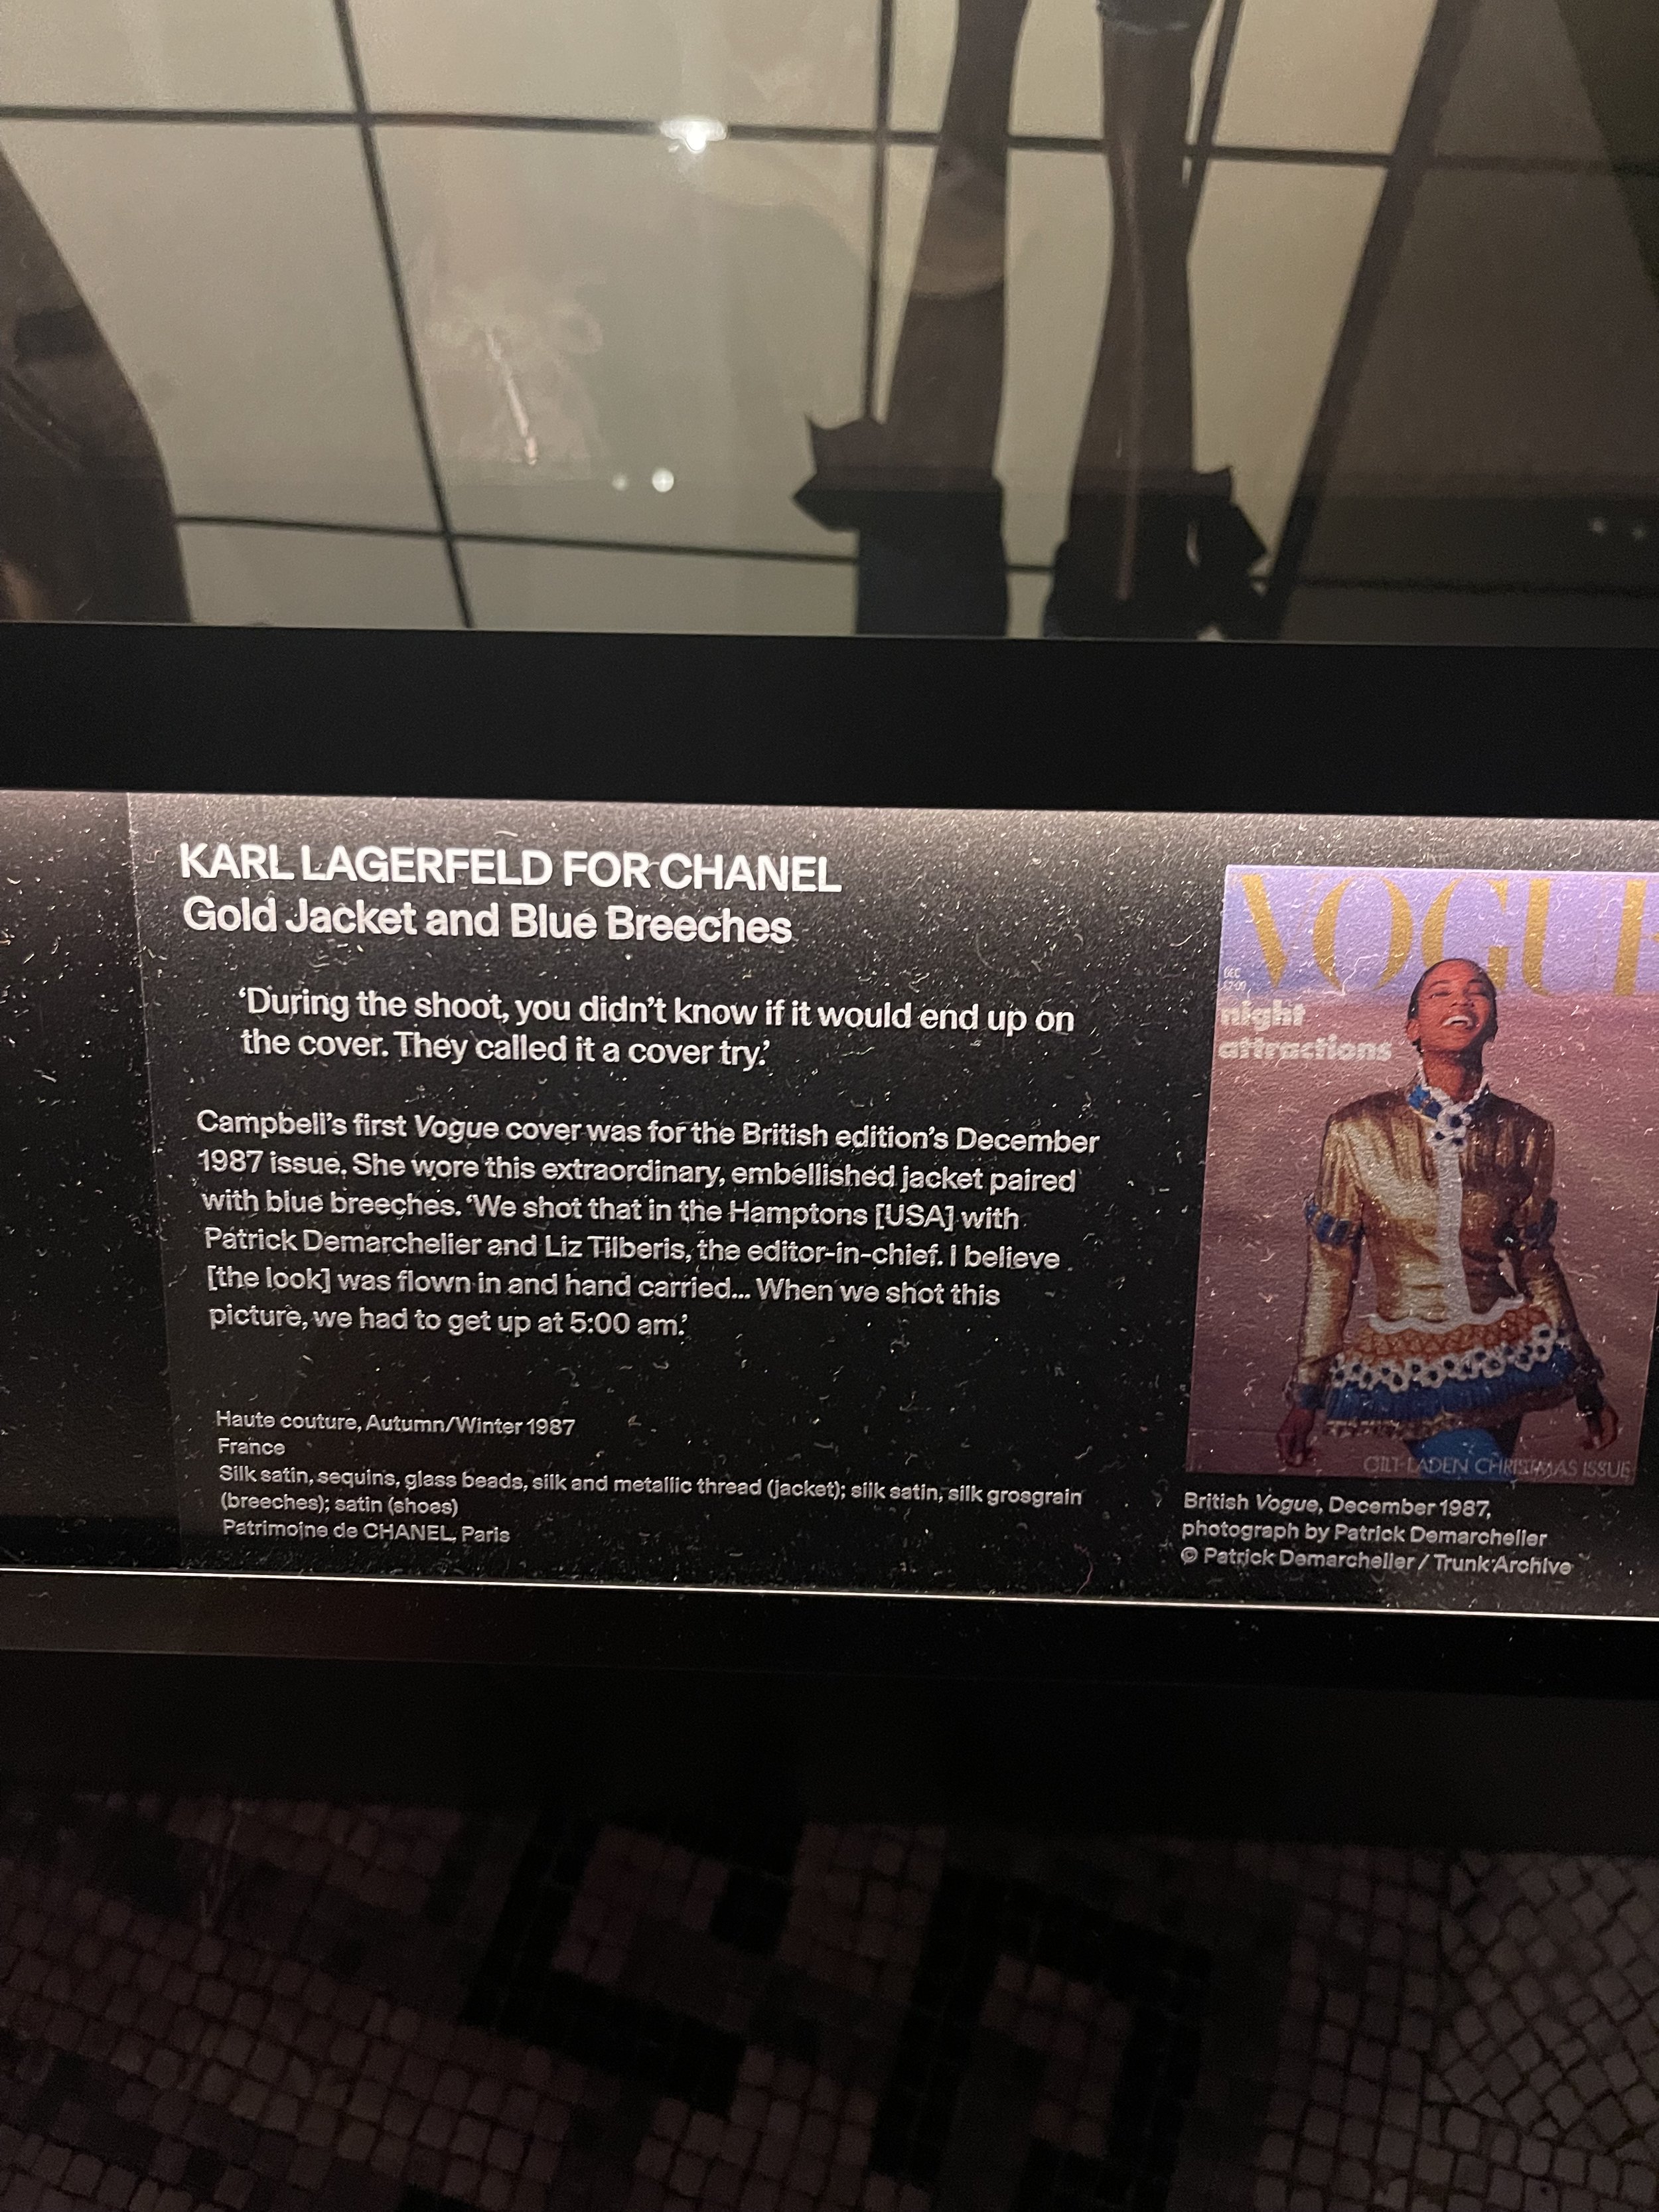 KARL LAGERFELD FOR CHANEL
Gold Jacket and Blue Breeches
‘During the shoot, you didn’t know if it would end up on
the cover. They called it a cover try.’
Campbell’s first Vogue cover was for the British edition’s December
1987 issue. She wore this extraordinary, embellished jacket paired
with blue breeches. ‘We shot that in the Hamptons [USA] with
Patrick Demarchelier and Liz Tilberis, the editor-in-chief. I believe
[the look] was flown in and hand carried... When we shot this
picture, we had to get up at 5:00 am.’
Haute couture, Autumn/Winter 1987
France
Silk satin, sequins, glass beads, silk and metallic thread (jacket); silk satin, silk grosgrain
(breeches); satin (shoes)
Patrimoine de CHANEL, Paris
VOGUE
DEC
night
attractions
GILT-LADEN CHRISTMAS ISSUE
British Vogue, December 1987,
photograph by Patrick Demarchelier
© Patrick Demarchelier / Trunk Archive